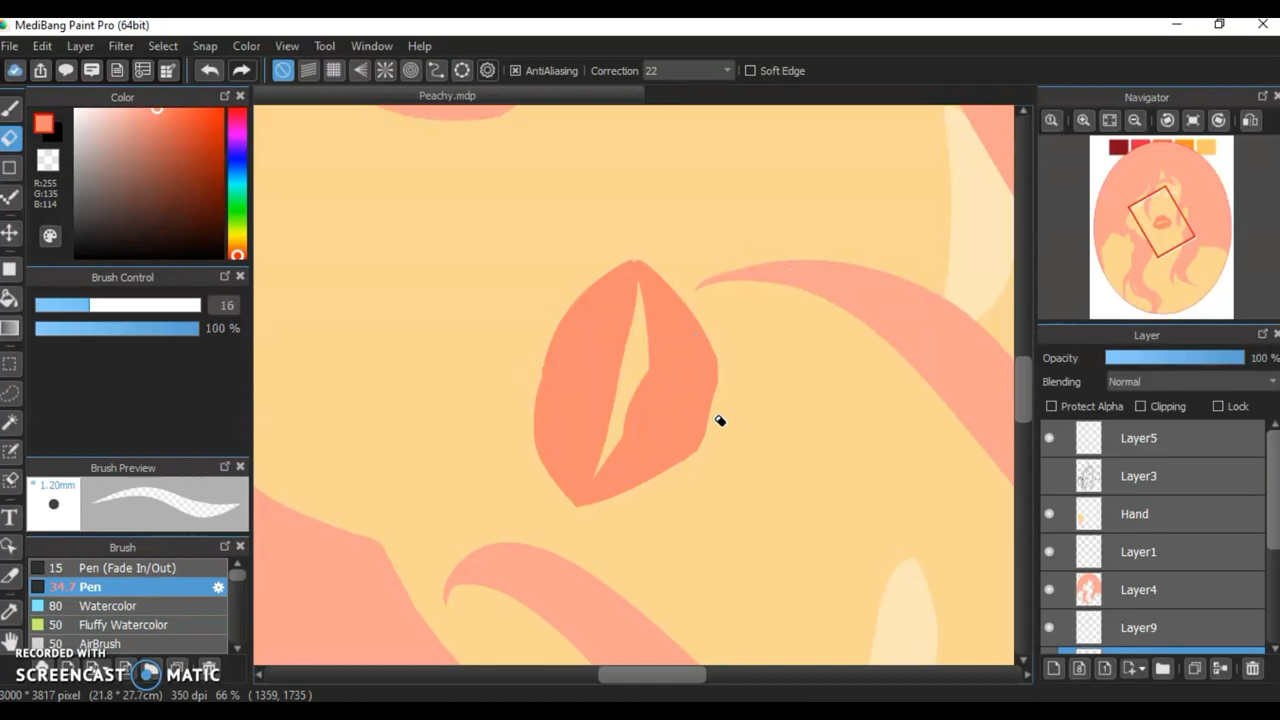 MediBang Paint Pro (64bit)
File Edit Layer Filter Select Snap Color View Tool Window Help
AntiAliasing Correction 22 Soft Edge
Color
Peachy.mdp
Navigator
R:255
G:135
B:114
Brush Control
16
100 %
Layer
Opacity 100 %
Blending Normal
Protect Alpha Clipping Lock
Layer5
Layer3
Hand
Layer1
Layer4
Layer9
Brush Preview
* 1.20mm
T
Brush
15 Pen (Fade In/Out)
34.7 Pen
80 Watercolor
50 Fluffy Watercolor
50 AirBrush
RECORDED WITH
SCREENCAST MATIC
3000 * 3817 pixel (21.8 * 27.7cm) 350 dpi 66 % ( 1359, 1735 )